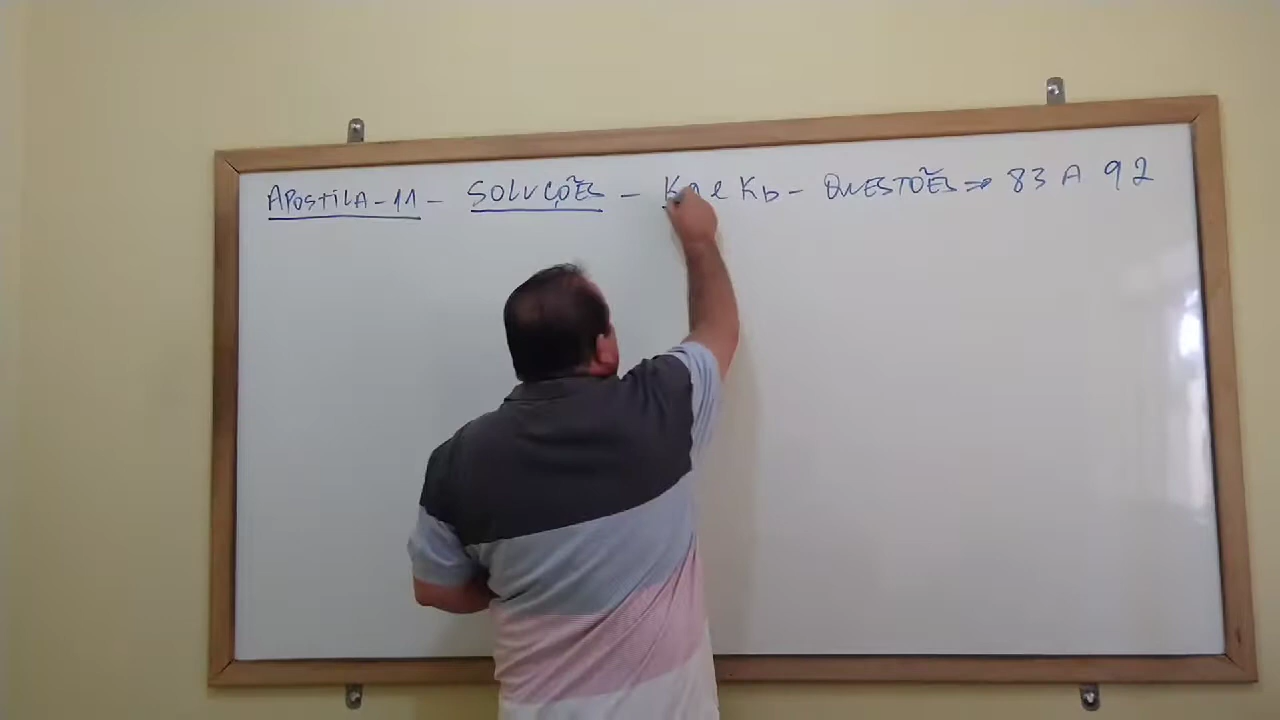 APOSTILA - 11 - SOLUÇÕES - Ka e Kb - QUESTÕES => 83 A 92